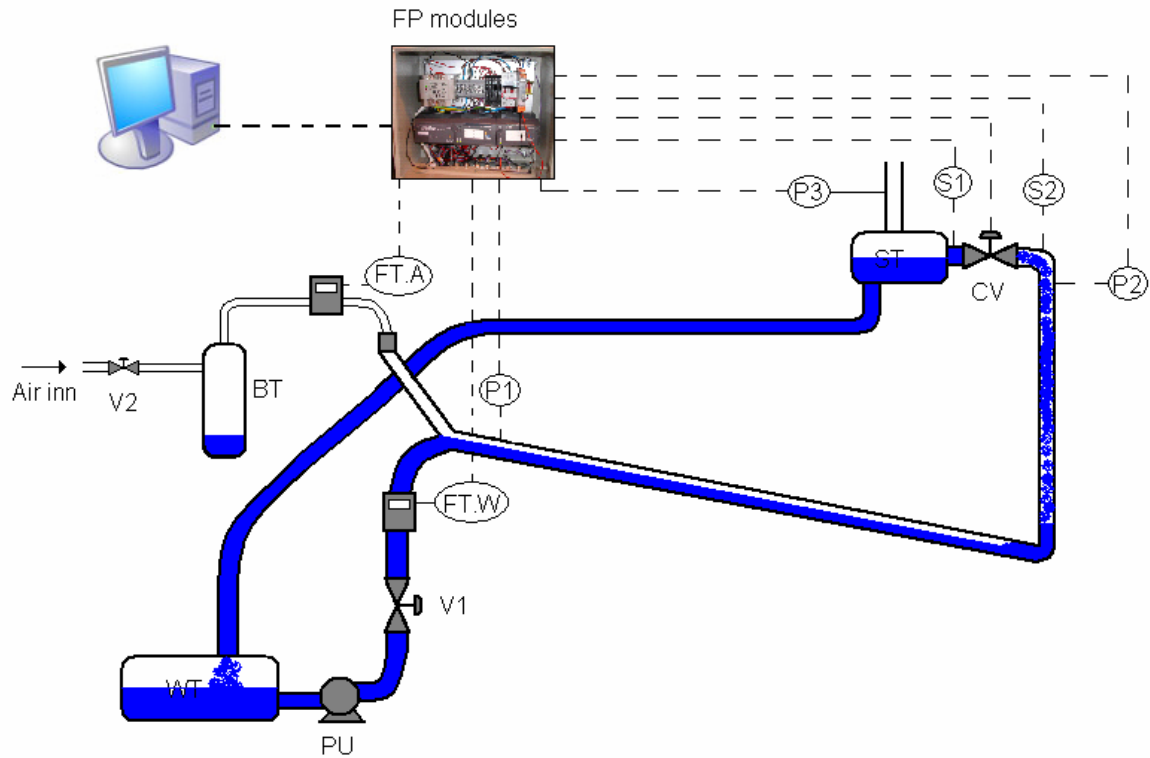 FP modules
S1
S2
P3
FT.A
ST
P2
CV
Air inn
V2
BT
P1
FT.W
V1
WT
PU